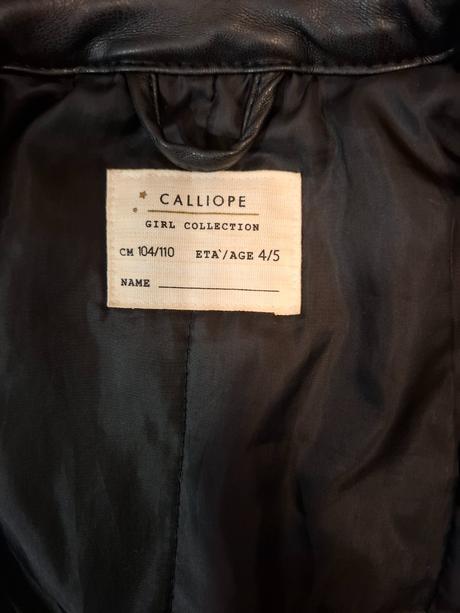 CALLIOPE
GIRL COLLECTION
CM 104/110 ETA'/AGE 4/5
NAME